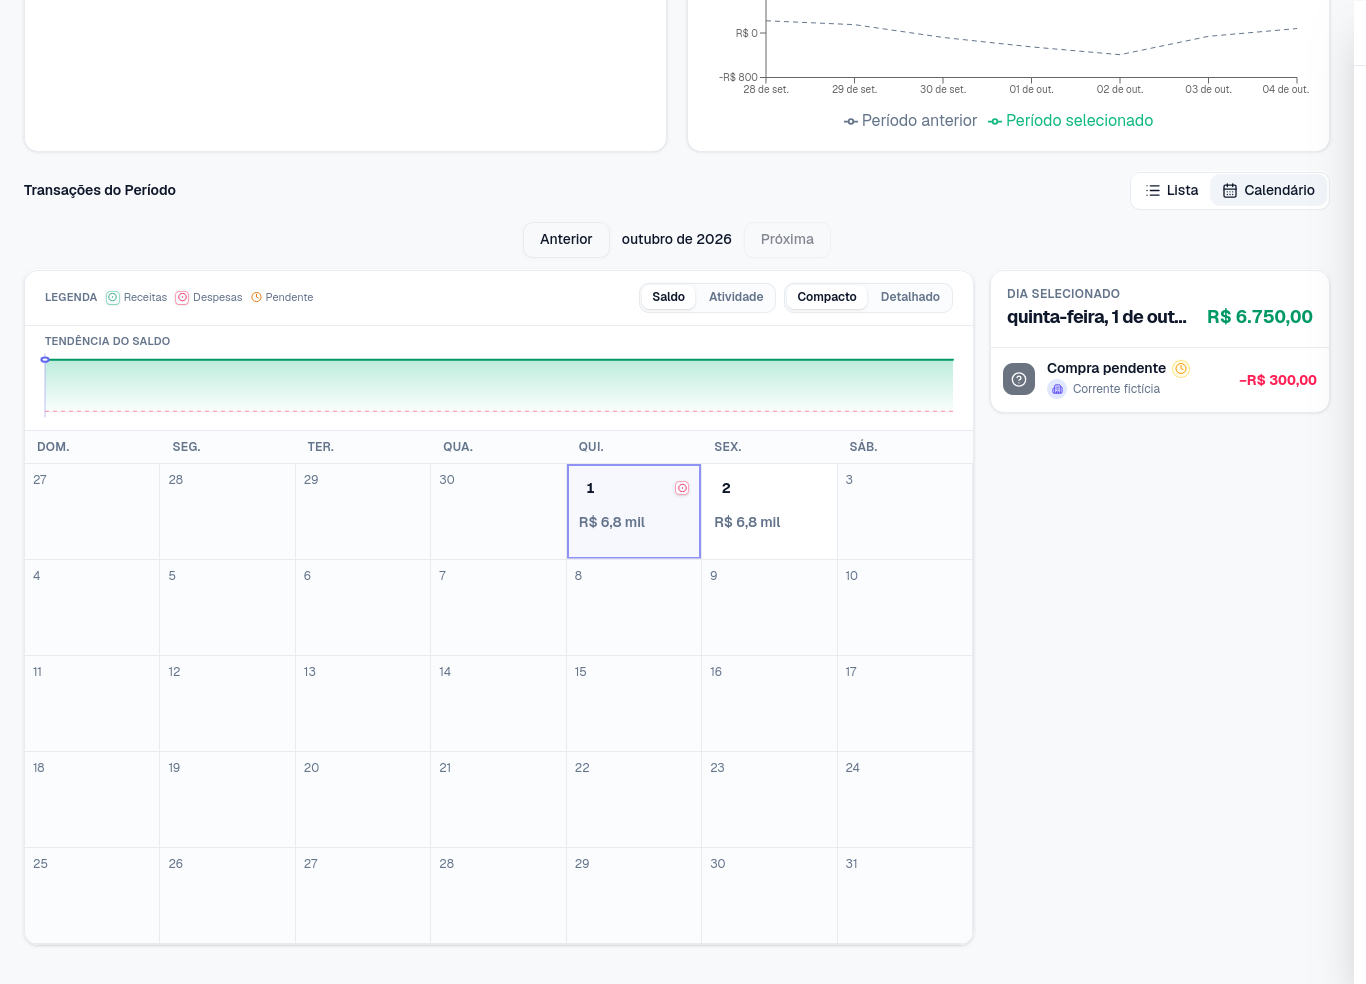 R$ 0
-R$ 800
28 de set. 29 de set. 30 de set. 01 de out. 02 de out. 03 de out. 04 de out.
Período anterior Período selecionado
Transações do Período
Lista Calendário
Anterior outubro de 2026 Próxima
LEGENDA Receitas Despesas Pendente
Saldo Atividade Compacto Detalhado
TENDÊNCIA DO SALDO
DOM. SEG. TER. QUA. QUI. SEX. SÁB.
27 28 29 30 1 2 3
R$ 6,8 mil R$ 6,8 mil
4 5 6 7 8 9 10
11 12 13 14 15 16 17
18 19 20 21 22 23 24
25 26 27 28 29 30 31
DIA SELECIONADO
quinta-feira, 1 de out... R$ 6.750,00
Compra pendente
Corrente fictícia
-R$ 300,00